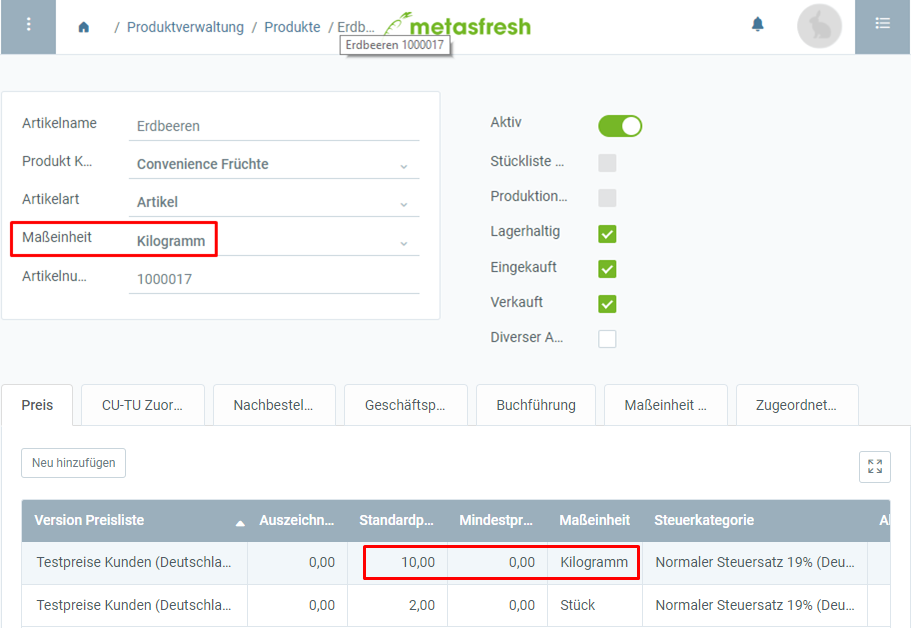 / Produktverwaltung / Produkte / Erdb...
metasfresh
Erdbeeren 1000017
Artikelname Erdbeeren
Produkt K... Convenience Früchte
Artikelart Artikel
Maßeinheit Kilogramm
Artikelnu... 1000017
Aktiv
Stückliste ...
Produktion...
Lagerhaltig
Eingekauft
Verkauft
Diverser A...
Preis CU-TU Zuor... Nachbestel... Geschäftsp... Buchführung Maßeinheit ... Zugeordnet...
Neu hinzufügen
Version Preisliste Auszeichn... Standardp... Mindestpr... Maßeinheit Steuerkategorie
Testpreise Kunden (Deutschla... 0,00 10,00 0,00 Kilogramm Normaler Steuersatz 19% (Deu...
Testpreise Kunden (Deutschla... 0,00 2,00 0,00 Stück Normaler Steuersatz 19% (Deu...